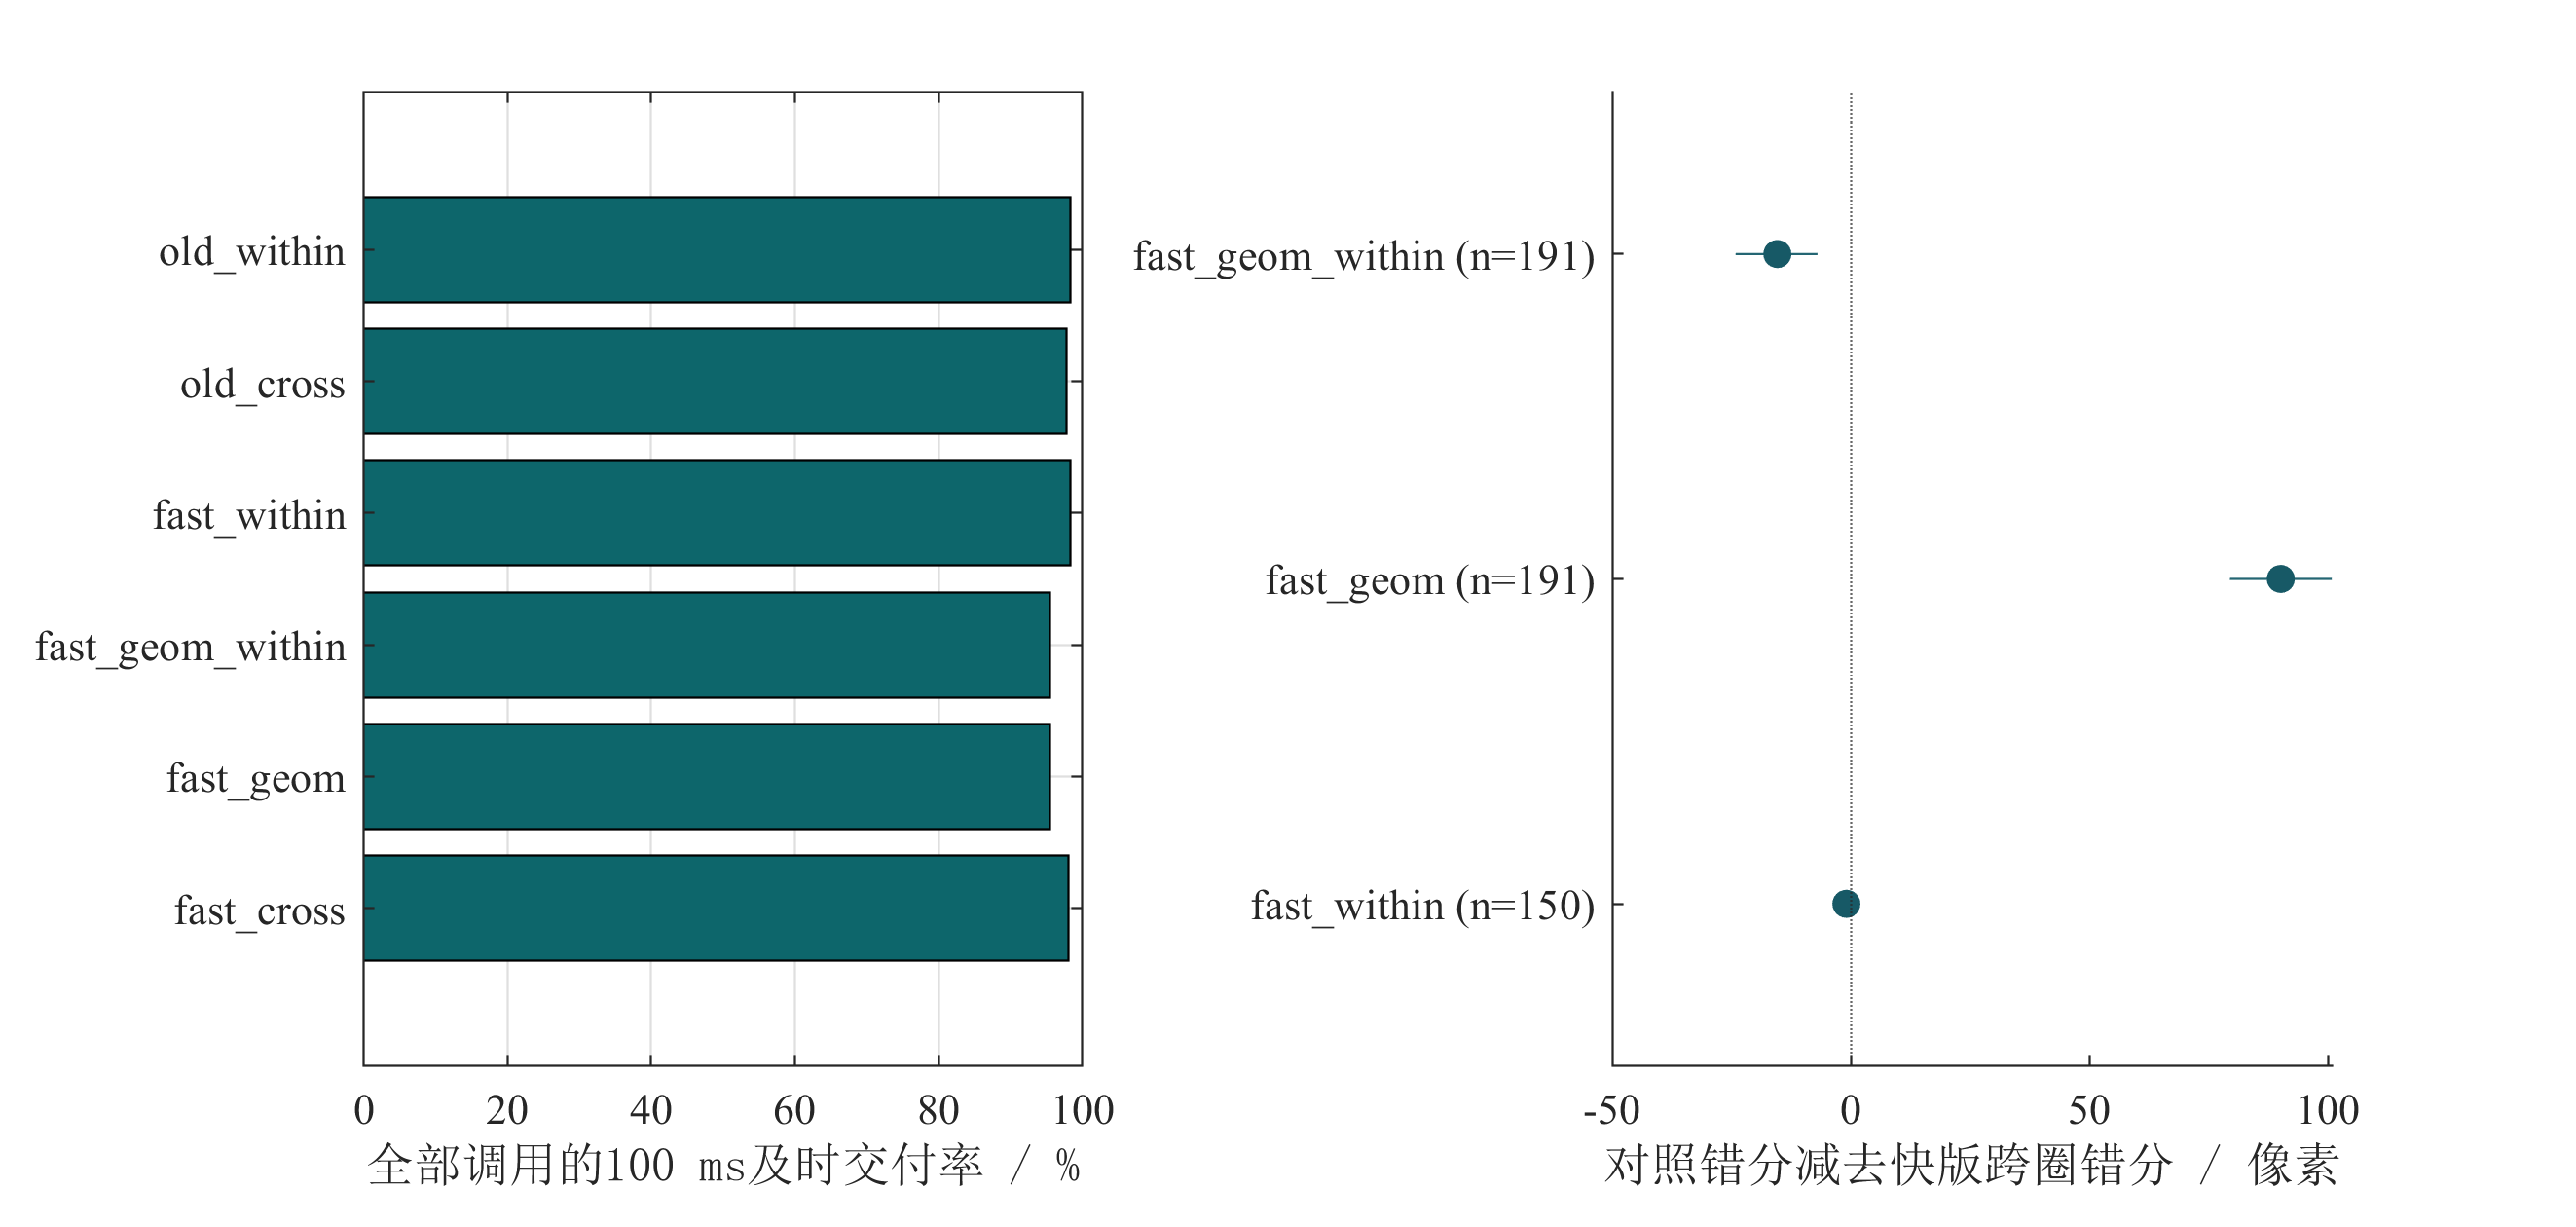 old_within
old_cross
fast_within
fast_geom_within
fast_geom
fast_cross
0 20 40 60 80 100
全部调用的100 ms及时交付率 / %
fast_geom_within (n=191)
fast_geom (n=191)
fast_within (n=150)
-50 0 50 100
对照错分减去快版跨圈错分 / 像素